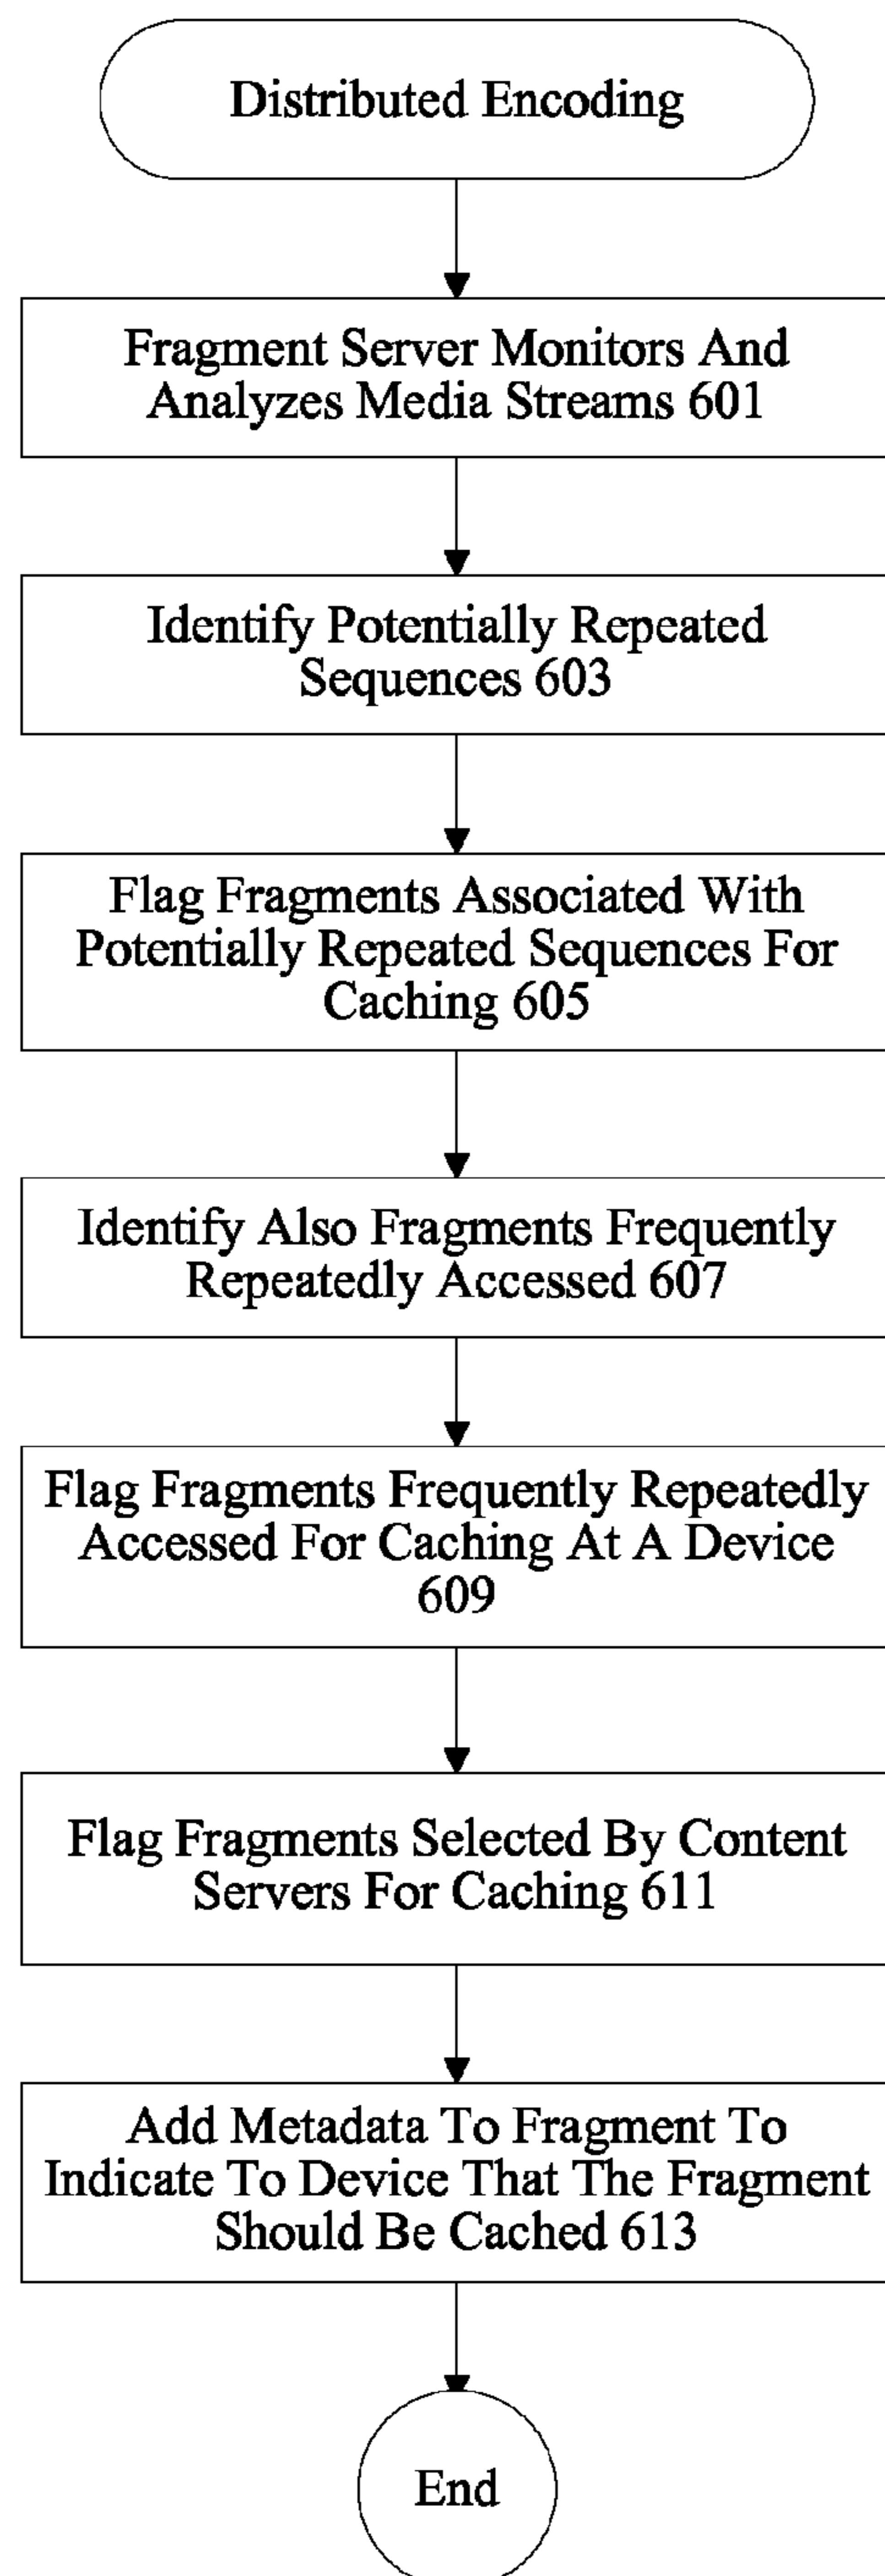 Distributed Encoding
Fragment Server Monitors And
Analyzes Media Streams 601
Identify Potentially Repeated
Sequences 603
Flag Fragments Associated With
Potentially Repeated Sequences For
Caching 605
Identify Also Fragments Frequently
Repeatedly Accessed 607
Flag Fragments Frequently Repeatedly
Accessed For Caching At A Device
609
Flag Fragments Selected By Content
Servers For Caching 611
Add Metadata To Fragment To
Indicate To Device That The Fragment
Should Be Cached 613
End